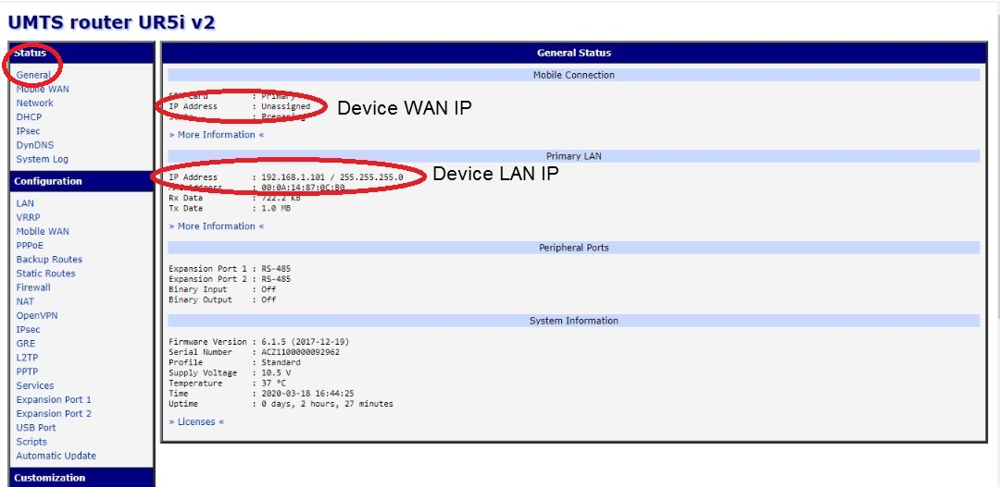 UMTS router UR5i v2
Status
General
Mobile WAN
Network
DHCP
IPsec
DynDNS
System Log
Configuration
LAN
VRRP
Mobile WAN
PPPoE
Backup Routes
Static Routes
Firewall
NAT
OpenVPN
IPsec
GRE
L2TP
PPTP
Services
Expansion Port 1
Expansion Port 2
USB Port
Scripts
Automatic Update
Customization
General Status
Mobile Connection
SIM Card : Primary
IP Address : Unassigned
State : Preparing
Device WAN IP
» More Information «
Primary LAN
IP Address : 192.168.1.101 / 255.255.255.0
Device LAN IP
MAC Address : 00:0A:14:87:0C:B0
Rx Data : 722.2 KB
Tx Data : 1.0 MB
» More Information «
Peripheral Ports
Expansion Port 1 : RS-485
Expansion Port 2 : RS-485
Binary Input : Off
Binary Output : Off
System Information
Firmware Version : 6.1.5 (2017-12-19)
Serial Number : ACZ1100000092962
Profile : Standard
Supply Voltage : 10.5 V
Temperature : 37 °C
Time : 2020-03-18 16:44:25
Uptime : 0 days, 2 hours, 27 minutes
» Licenses «